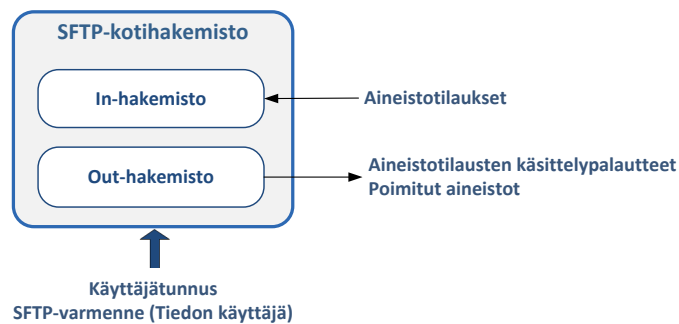 SFTP-kotihakemisto
In-hakemisto
Aineistotilaukset
Out-hakemisto
Aineistotilausten käsittelypalautteet
Poimitut aineistot
Käyttäjätunnus
SFTP-varmenne (Tiedon käyttäjä)